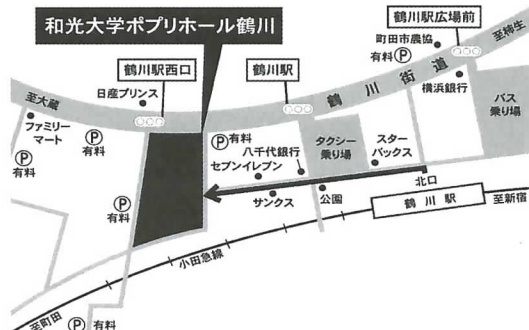 和光大学ポプリホール鶴川
鶴川駅広場前
至柿生
町田市農協
有料Ⓟ
鶴川駅西口
鶴川駅
鶴川街道
横浜銀行
バス
乗り場
至大蔵
日産プリンス
ファミリー
マート
Ⓟ
有料
Ⓟ
有料
Ⓟ有料
八千代銀行
セブンイレブン
タクシー
乗り場
スター
バックス
Ⓟ
有料
サンクス
公園
北口
鶴川駅
至新宿
小田急線
至町田
Ⓟ 有料